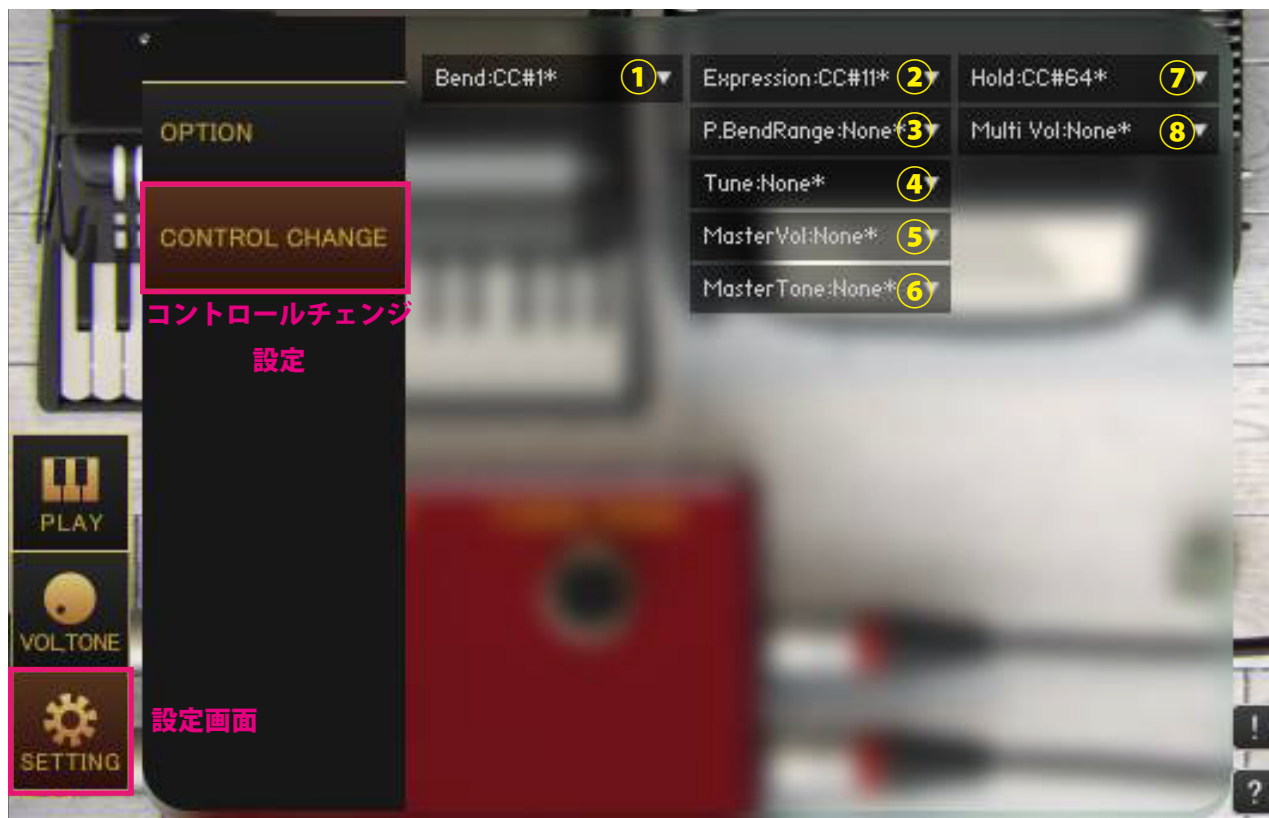 Bend:CC#1* ① ▼
Expression:CC#11* ② ▼
Hold:CC#64* ⑦ ▼
P.BendRange:None* ③ ▼
Multi Vol:None* ⑧ ▼
Tune:None* ④ ▼
MasterVol:None* ⑤ ▼
MasterTone:None* ⑥ ▼
OPTION
CONTROL CHANGE
コントロールチェンジ
設定
PLAY
VOL,TONE
SETTING
設定画面
!
?